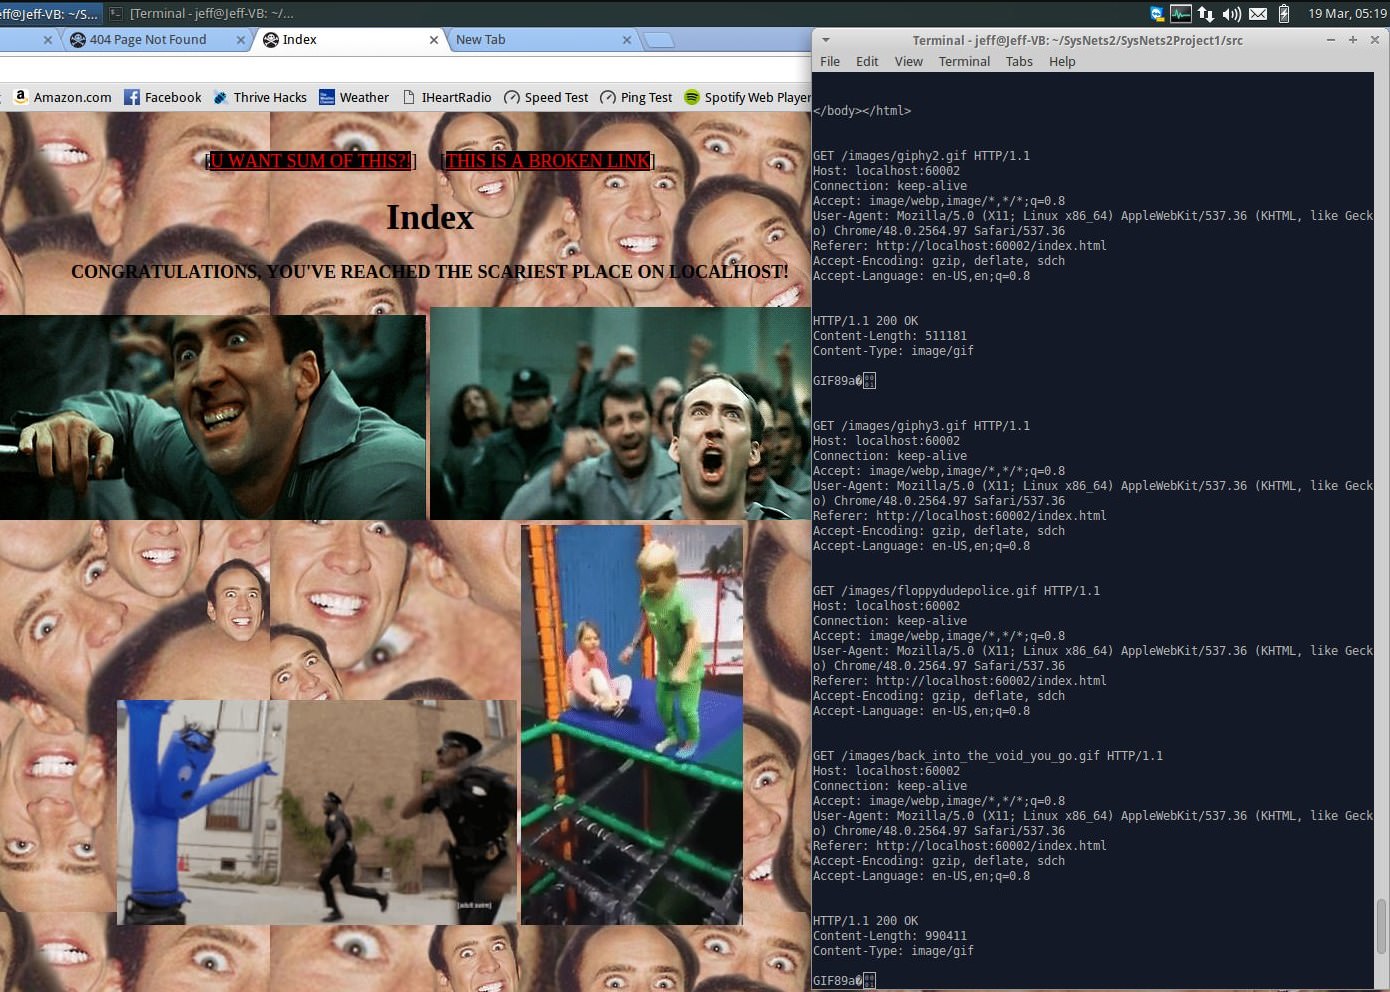 eff@Jeff-VB: ~/S...
[Terminal - jeff@Jeff-VB: ~/...
19 Mar, 05:19
404 Page Not Found
Index
New Tab
Amazon.com
Facebook
Thrive Hacks
Weather
IHeartRadio
Speed Test
Ping Test
Spotify Web Player
[U WANT SUM OF THIS?!]
[THIS IS A BROKEN LINK]
Index
CONGRATULATIONS, YOU'VE REACHED THE SCARIEST PLACE ON LOCALHOST!
[adult swim]
Terminal - jeff@Jeff-VB: ~/SysNets2/SysNets2Project1/src
File Edit View Terminal Tabs Help
</body></html>
GET /images/giphy2.gif HTTP/1.1
Host: localhost:60002
Connection: keep-alive
Accept: image/webp,image/*,*/*;q=0.8
User-Agent: Mozilla/5.0 (X11; Linux x86_64) AppleWebKit/537.36 (KHTML, like Geck
o) Chrome/48.0.2564.97 Safari/537.36
Referer: http://localhost:60002/index.html
Accept-Encoding: gzip, deflate, sdch
Accept-Language: en-US,en;q=0.8
HTTP/1.1 200 OK
Content-Length: 511181
Content-Type: image/gif
GIF89a�
GET /images/giphy3.gif HTTP/1.1
Host: localhost:60002
Connection: keep-alive
Accept: image/webp,image/*,*/*;q=0.8
User-Agent: Mozilla/5.0 (X11; Linux x86_64) AppleWebKit/537.36 (KHTML, like Geck
o) Chrome/48.0.2564.97 Safari/537.36
Referer: http://localhost:60002/index.html
Accept-Encoding: gzip, deflate, sdch
Accept-Language: en-US,en;q=0.8
GET /images/floppydudepolice.gif HTTP/1.1
Host: localhost:60002
Connection: keep-alive
Accept: image/webp,image/*,*/*;q=0.8
User-Agent: Mozilla/5.0 (X11; Linux x86_64) AppleWebKit/537.36 (KHTML, like Geck
o) Chrome/48.0.2564.97 Safari/537.36
Referer: http://localhost:60002/index.html
Accept-Encoding: gzip, deflate, sdch
Accept-Language: en-US,en;q=0.8
GET /images/back_into_the_void_you_go.gif HTTP/1.1
Host: localhost:60002
Connection: keep-alive
Accept: image/webp,image/*,*/*;q=0.8
User-Agent: Mozilla/5.0 (X11; Linux x86_64) AppleWebKit/537.36 (KHTML, like Geck
o) Chrome/48.0.2564.97 Safari/537.36
Referer: http://localhost:60002/index.html
Accept-Encoding: gzip, deflate, sdch
Accept-Language: en-US,en;q=0.8
HTTP/1.1 200 OK
Content-Length: 990411
Content-Type: image/gif
GIF89a�